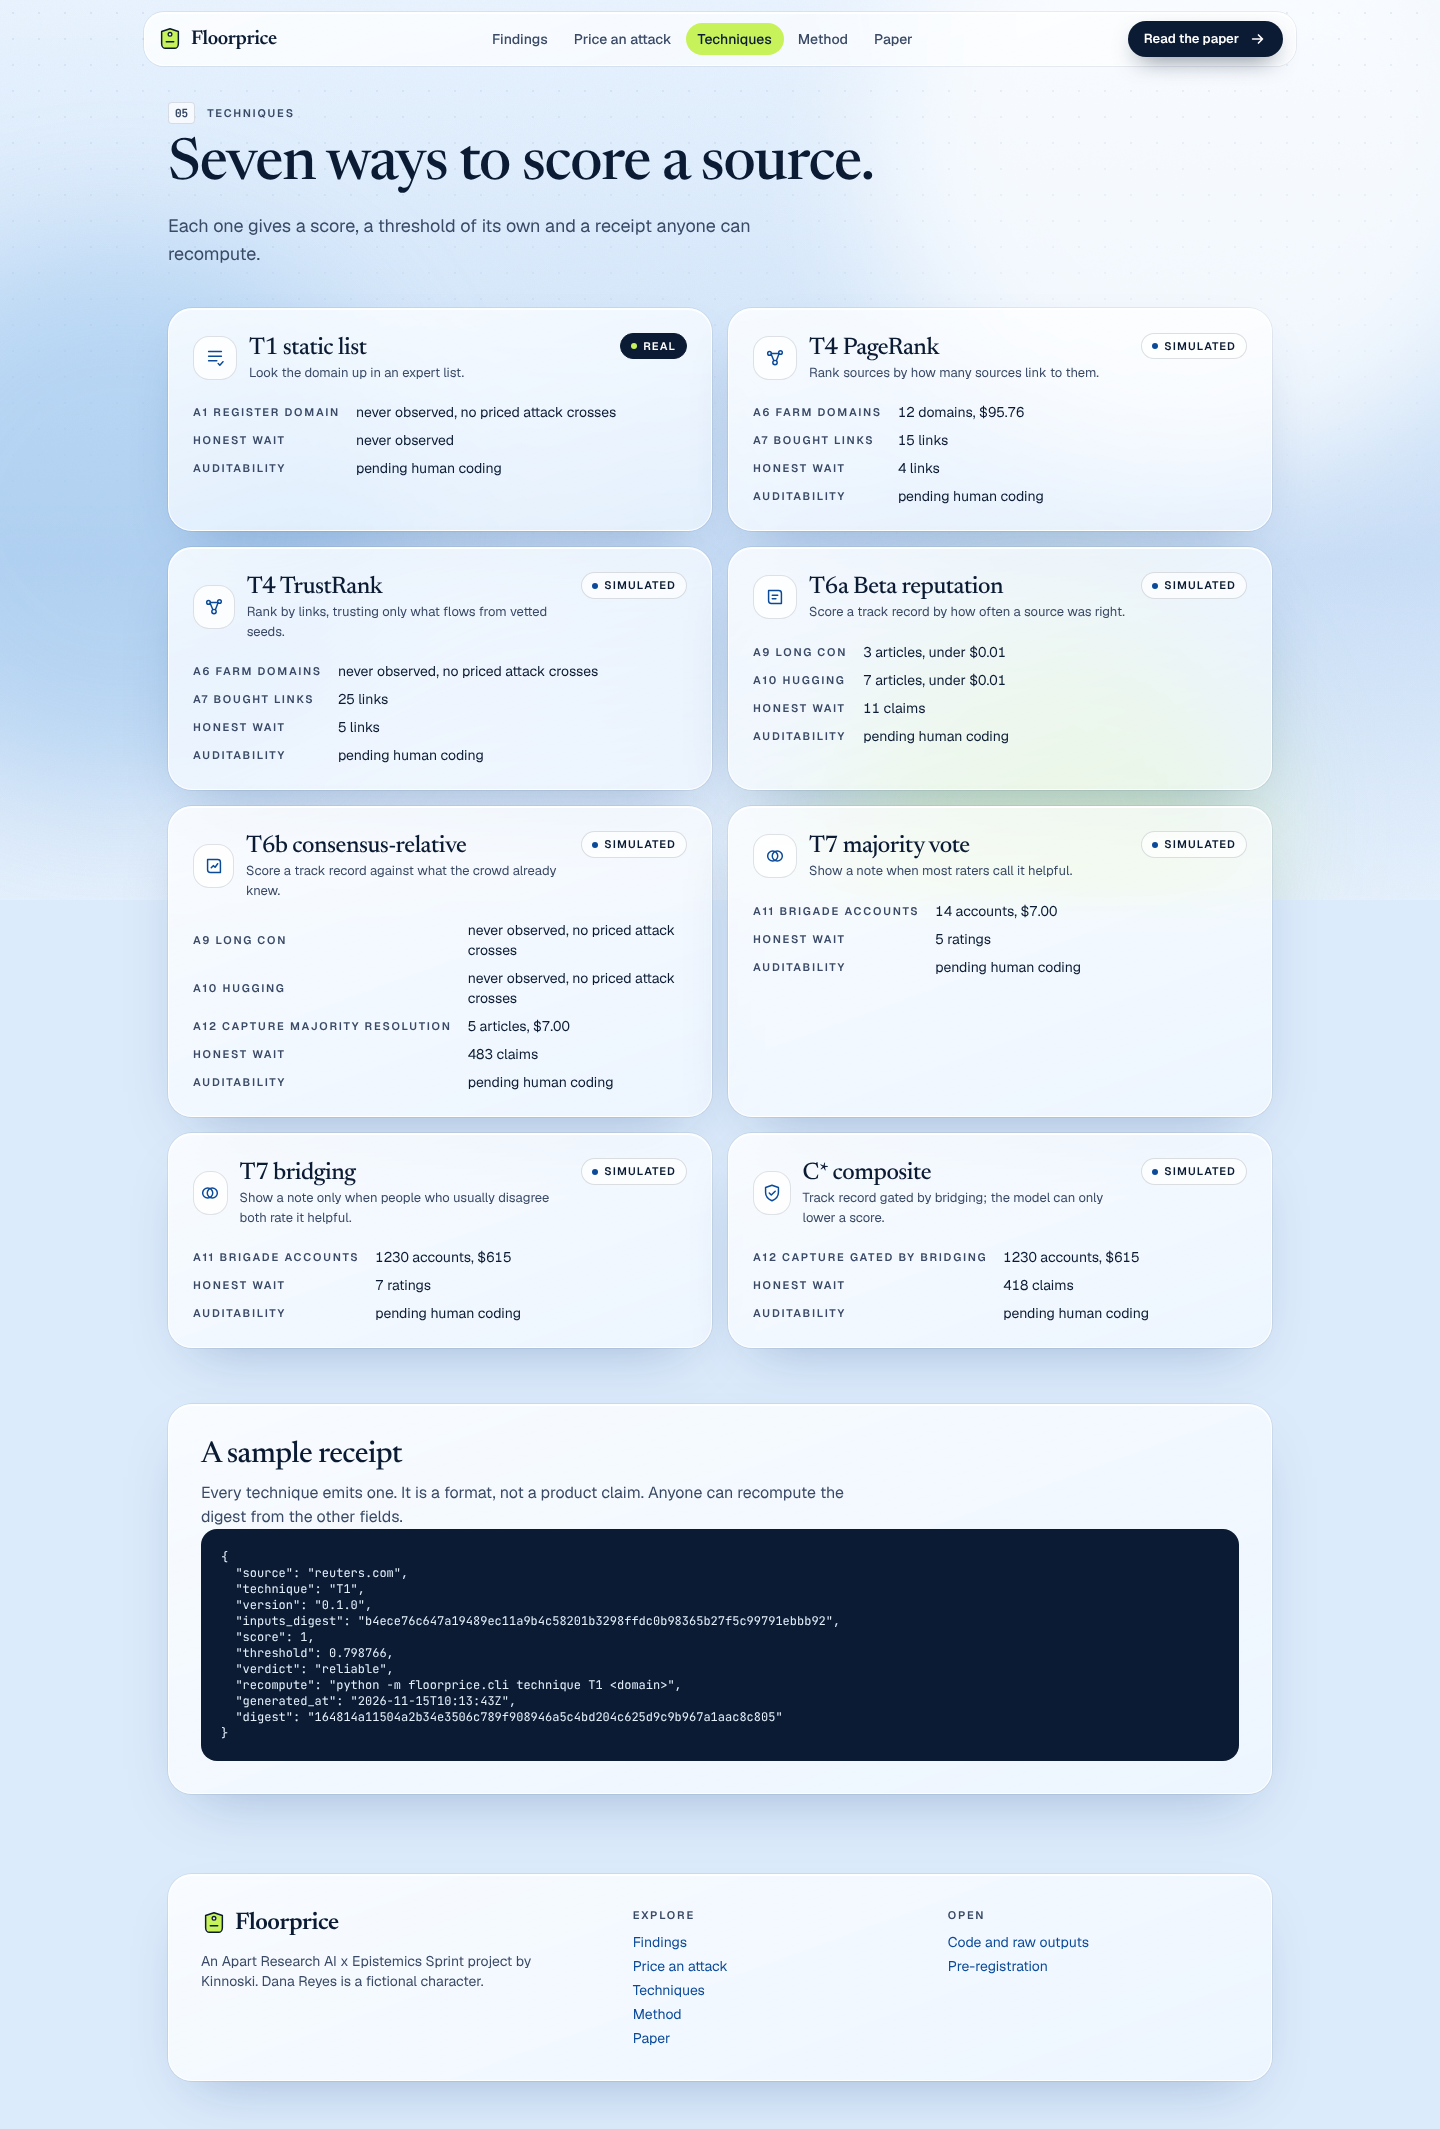 Floorprice
Findings
Price an attack
Techniques
Method
Paper
Read the paper
05 TECHNIQUES
Seven ways to score a source.
Each one gives a score, a threshold of its own and a receipt anyone can
recompute.
T1 static list
REAL
Look the domain up in an expert list.
A1 REGISTER DOMAIN never observed, no priced attack crosses
HONEST WAIT never observed
AUDITABILITY pending human coding
T4 PageRank
SIMULATED
Rank sources by how many sources link to them.
A6 FARM DOMAINS 12 domains, $95.76
A7 BOUGHT LINKS 15 links
HONEST WAIT 4 links
AUDITABILITY pending human coding
T4 TrustRank
SIMULATED
Rank by links, trusting only what flows from vetted
seeds.
A6 FARM DOMAINS never observed, no priced attack crosses
A7 BOUGHT LINKS 25 links
HONEST WAIT 5 links
AUDITABILITY pending human coding
T6a Beta reputation
SIMULATED
Score a track record by how often a source was right.
A9 LONG CON 3 articles, under $0.01
A10 HUGGING 7 articles, under $0.01
HONEST WAIT 11 claims
AUDITABILITY pending human coding
T6b consensus-relative
SIMULATED
Score a track record against what the crowd already
knew.
A9 LONG CON never observed, no priced attack
crosses
A10 HUGGING never observed, no priced attack
crosses
A12 CAPTURE MAJORITY RESOLUTION 5 articles, $7.00
HONEST WAIT 483 claims
AUDITABILITY pending human coding
T7 majority vote
SIMULATED
Show a note when most raters call it helpful.
A11 BRIGADE ACCOUNTS 14 accounts, $7.00
HONEST WAIT 5 ratings
AUDITABILITY pending human coding
T7 bridging
SIMULATED
Show a note only when people who usually disagree
both rate it helpful.
A11 BRIGADE ACCOUNTS 1230 accounts, $615
HONEST WAIT 7 ratings
AUDITABILITY pending human coding
C* composite
SIMULATED
Track record gated by bridging; the model can only
lower a score.
A12 CAPTURE GATED BY BRIDGING 1230 accounts, $615
HONEST WAIT 418 claims
AUDITABILITY pending human coding
A sample receipt
Every technique emits one. It is a format, not a product claim. Anyone can recompute the
digest from the other fields.
{
"source": "reuters.com",
"technique": "T1",
"version": "0.1.0",
"inputs_digest": "b4ece76c647a19489ec11a9b4c58201b3298ffdc0b98365b27f5c99791ebbb92",
"score": 1,
"threshold": 0.798766,
"verdict": "reliable",
"recompute": "python -m floorprice.cli technique T1 <domain>",
"generated_at": "2026-11-15T10:13:43Z",
"digest": "164814a11504a2b34e3506c789f908946a5c4bd204c625d9c9b967a1aac8c805"
}
Floorprice
An Apart Research AI x Epistemics Sprint project by
Kinnoski. Dana Reyes is a fictional character.
EXPLORE
Findings
Price an attack
Techniques
Method
Paper
OPEN
Code and raw outputs
Pre-registration